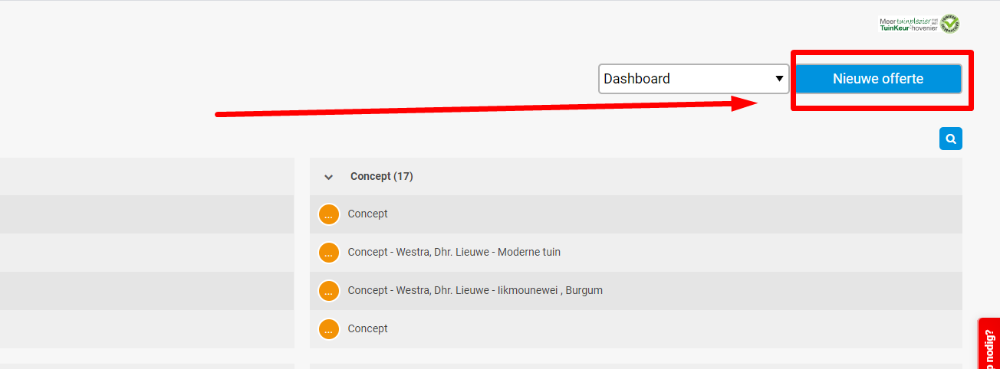 Meer tuinplezier
TuinKeur-hovenier
Dashboard
Nieuwe offerte
Concept (17)
... Concept
... Concept - Westra, Dhr. Lieuwe - Moderne tuin
... Concept - Westra, Dhr. Lieuwe - Iikmounewei , Burgum
... Concept
nodig?